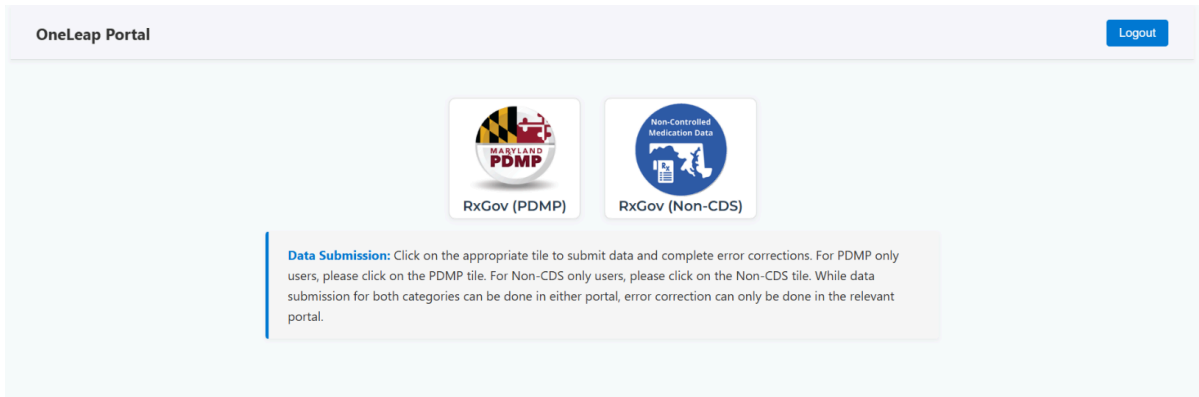 OneLeap Portal
Logout
MARYLAND
PDMP
RxGov (PDMP)
Non-Controlled
Medication Data
Rx
RxGov (Non-CDS)
Data Submission: Click on the appropriate tile to submit data and complete error corrections. For PDMP only
users, please click on the PDMP tile. For Non-CDS only users, please click on the Non-CDS tile. While data
submission for both categories can be done in either portal, error correction can only be done in the relevant
portal.